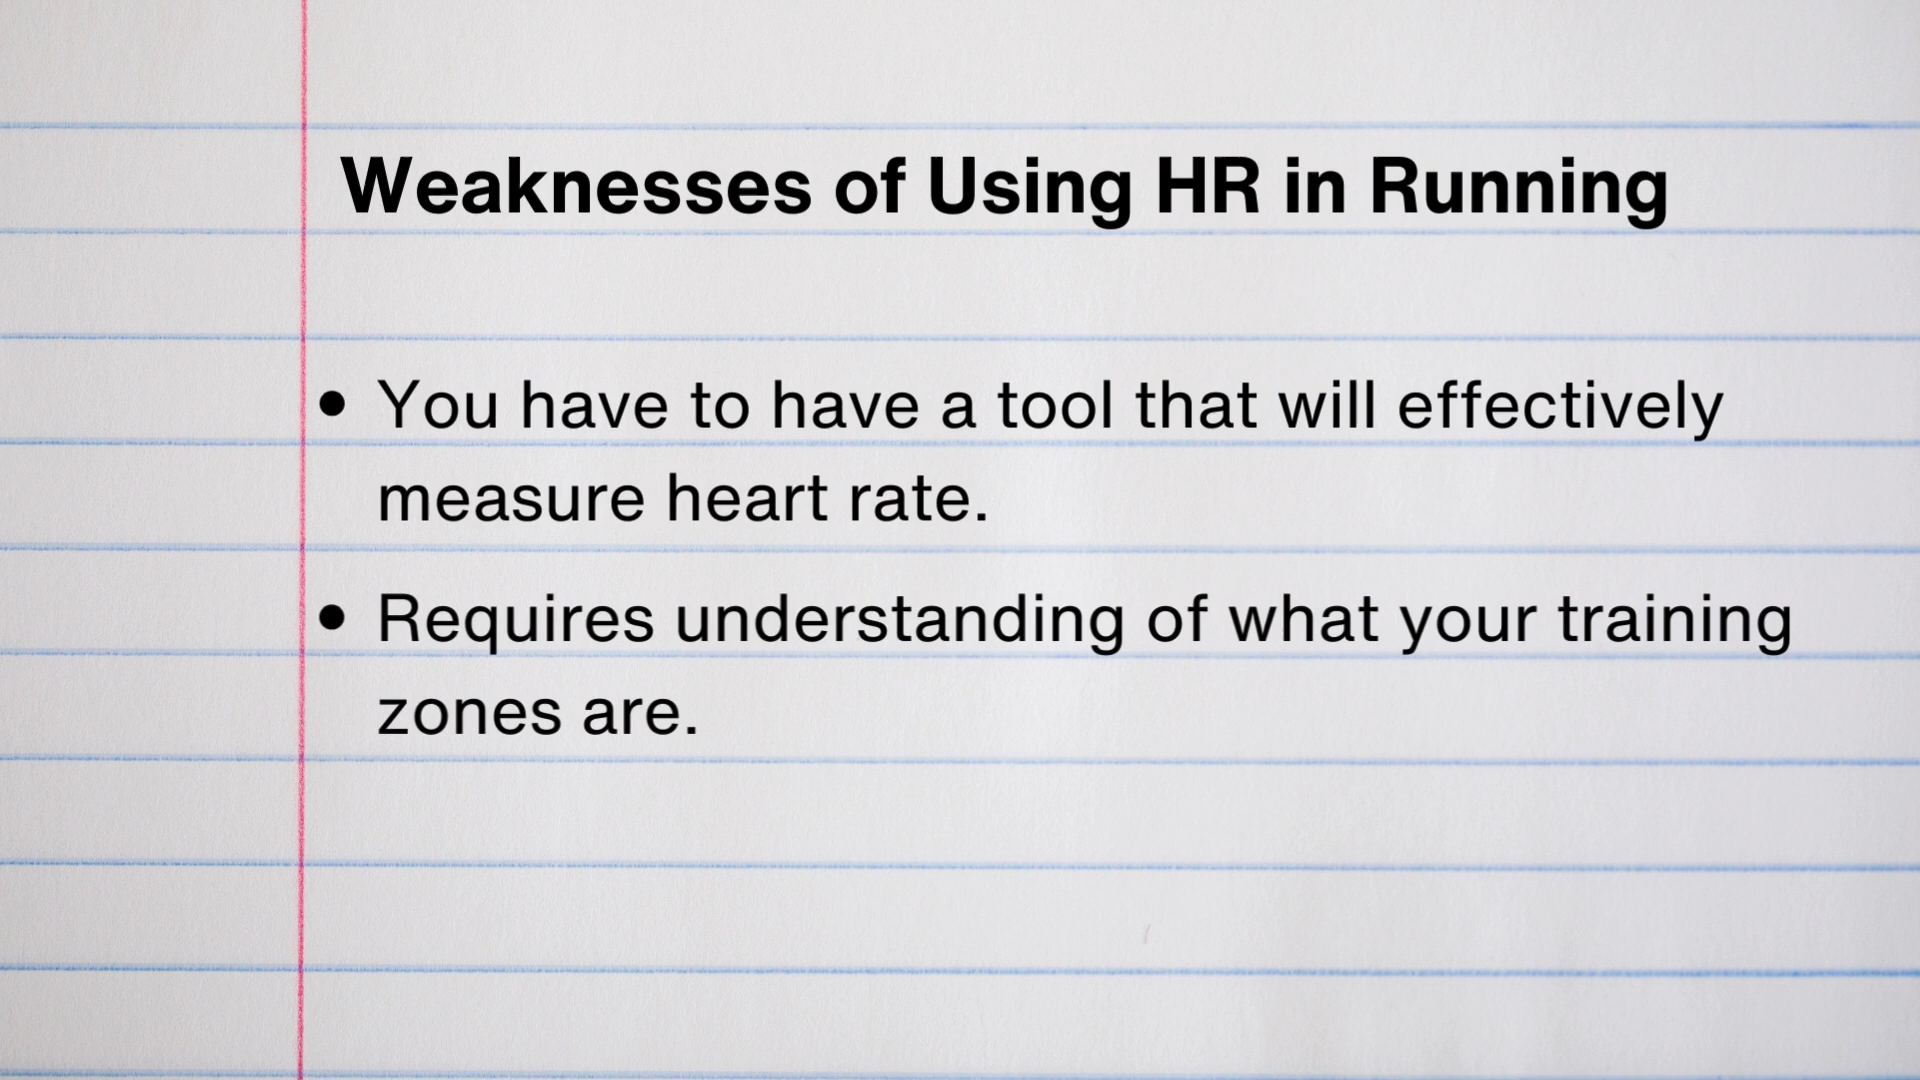 Weaknesses of Using HR in Running
• You have to have a tool that will effectively
measure heart rate.
• Requires understanding of what your training
zones are.